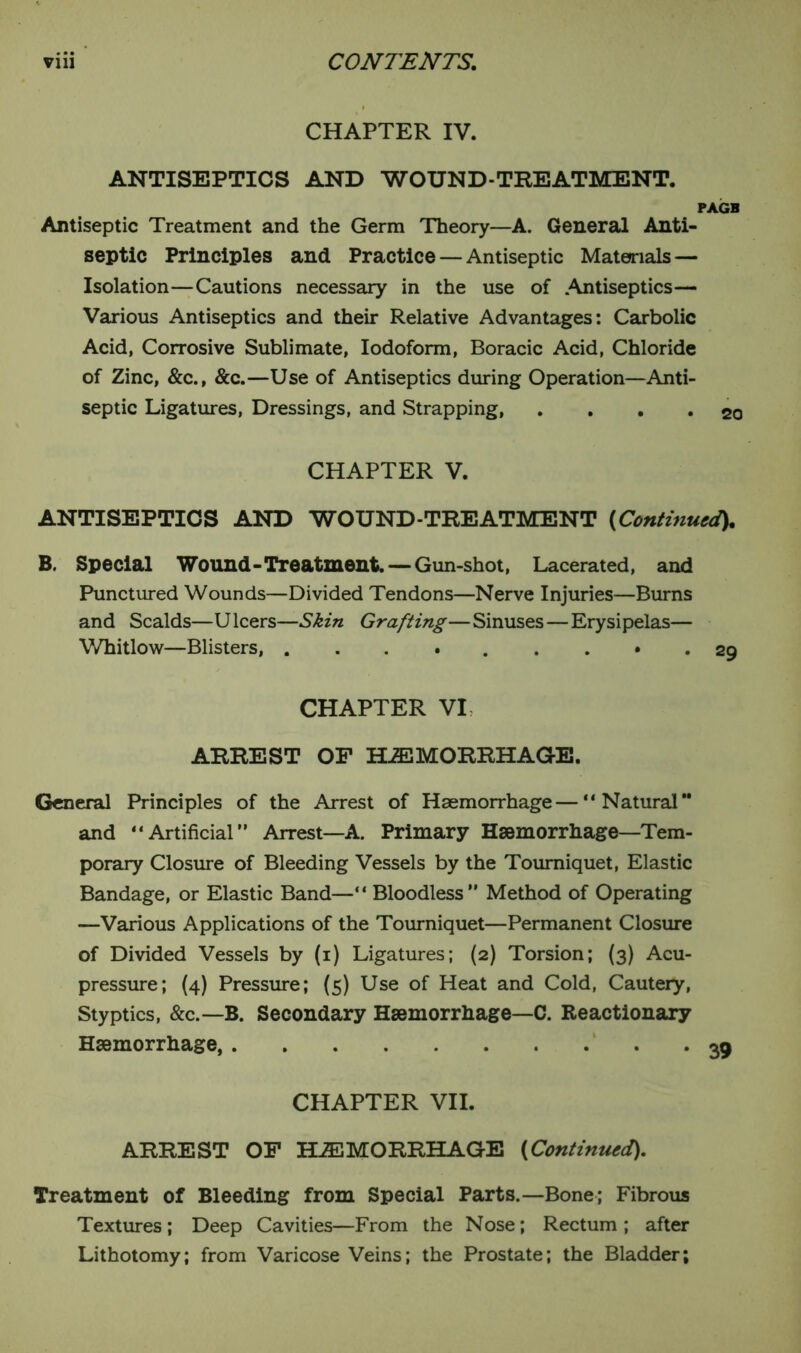 viii CONTENTS.
CHAPTER IV.
ANTISEPTICS AND WOUND-TREATMENT.
PAGE
Antiseptic Treatment and the Germ Theory—A. General Anti-
septic Principles and Practice — Antiseptic Materials —
Isolation—Cautions necessary in the use of Antiseptics—
Various Antiseptics and their Relative Advantages: Carbolic
Acid, Corrosive Sublimate, Iodoform, Boracic Acid, Chloride
of Zinc, &c., &c.—Use of Antiseptics during Operation—Anti-
septic Ligatures, Dressings, and Strapping, . . . . 20
CHAPTER V.
ANTISEPTICS AND WOUND-TREATMENT (Continued).
B. Special Wound-Treatment. — Gun-shot, Lacerated, and
Punctured Wounds—Divided Tendons—Nerve Injuries—Burns
and Scalds—Ulcers—Skin Grafting—Sinuses—Erysipelas—
Whitlow—Blisters, . . . . . . . . . 29
CHAPTER VI.
ARREST OF HÆMORRHAGE.
General Principles of the Arrest of Hæmorrhage — “Natural”
and “Artificial” Arrest—A. Primary Hæmorrhage—Tem-
porary Closure of Bleeding Vessels by the Tourniquet, Elastic
Bandage, or Elastic Band—“Bloodless” Method of Operating
—Various Applications of the Tourniquet—Permanent Closure
of Divided Vessels by (1) Ligatures; (2) Torsion; (3) Acu-
pressure; (4) Pressure; (5) Use of Heat and Cold, Cautery,
Styptics, &c.—B. Secondary Hæmorrhage—C. Reactionary
Hæmorrhage, . . . . . . . . . . 39
CHAPTER VII.
ARREST OF HÆMORRHAGE (Continued).
Treatment of Bleeding from Special Parts.—Bone; Fibrous
Textures; Deep Cavities—From the Nose; Rectum; after
Lithotomy; from Varicose Veins; the Prostate; the Bladder;